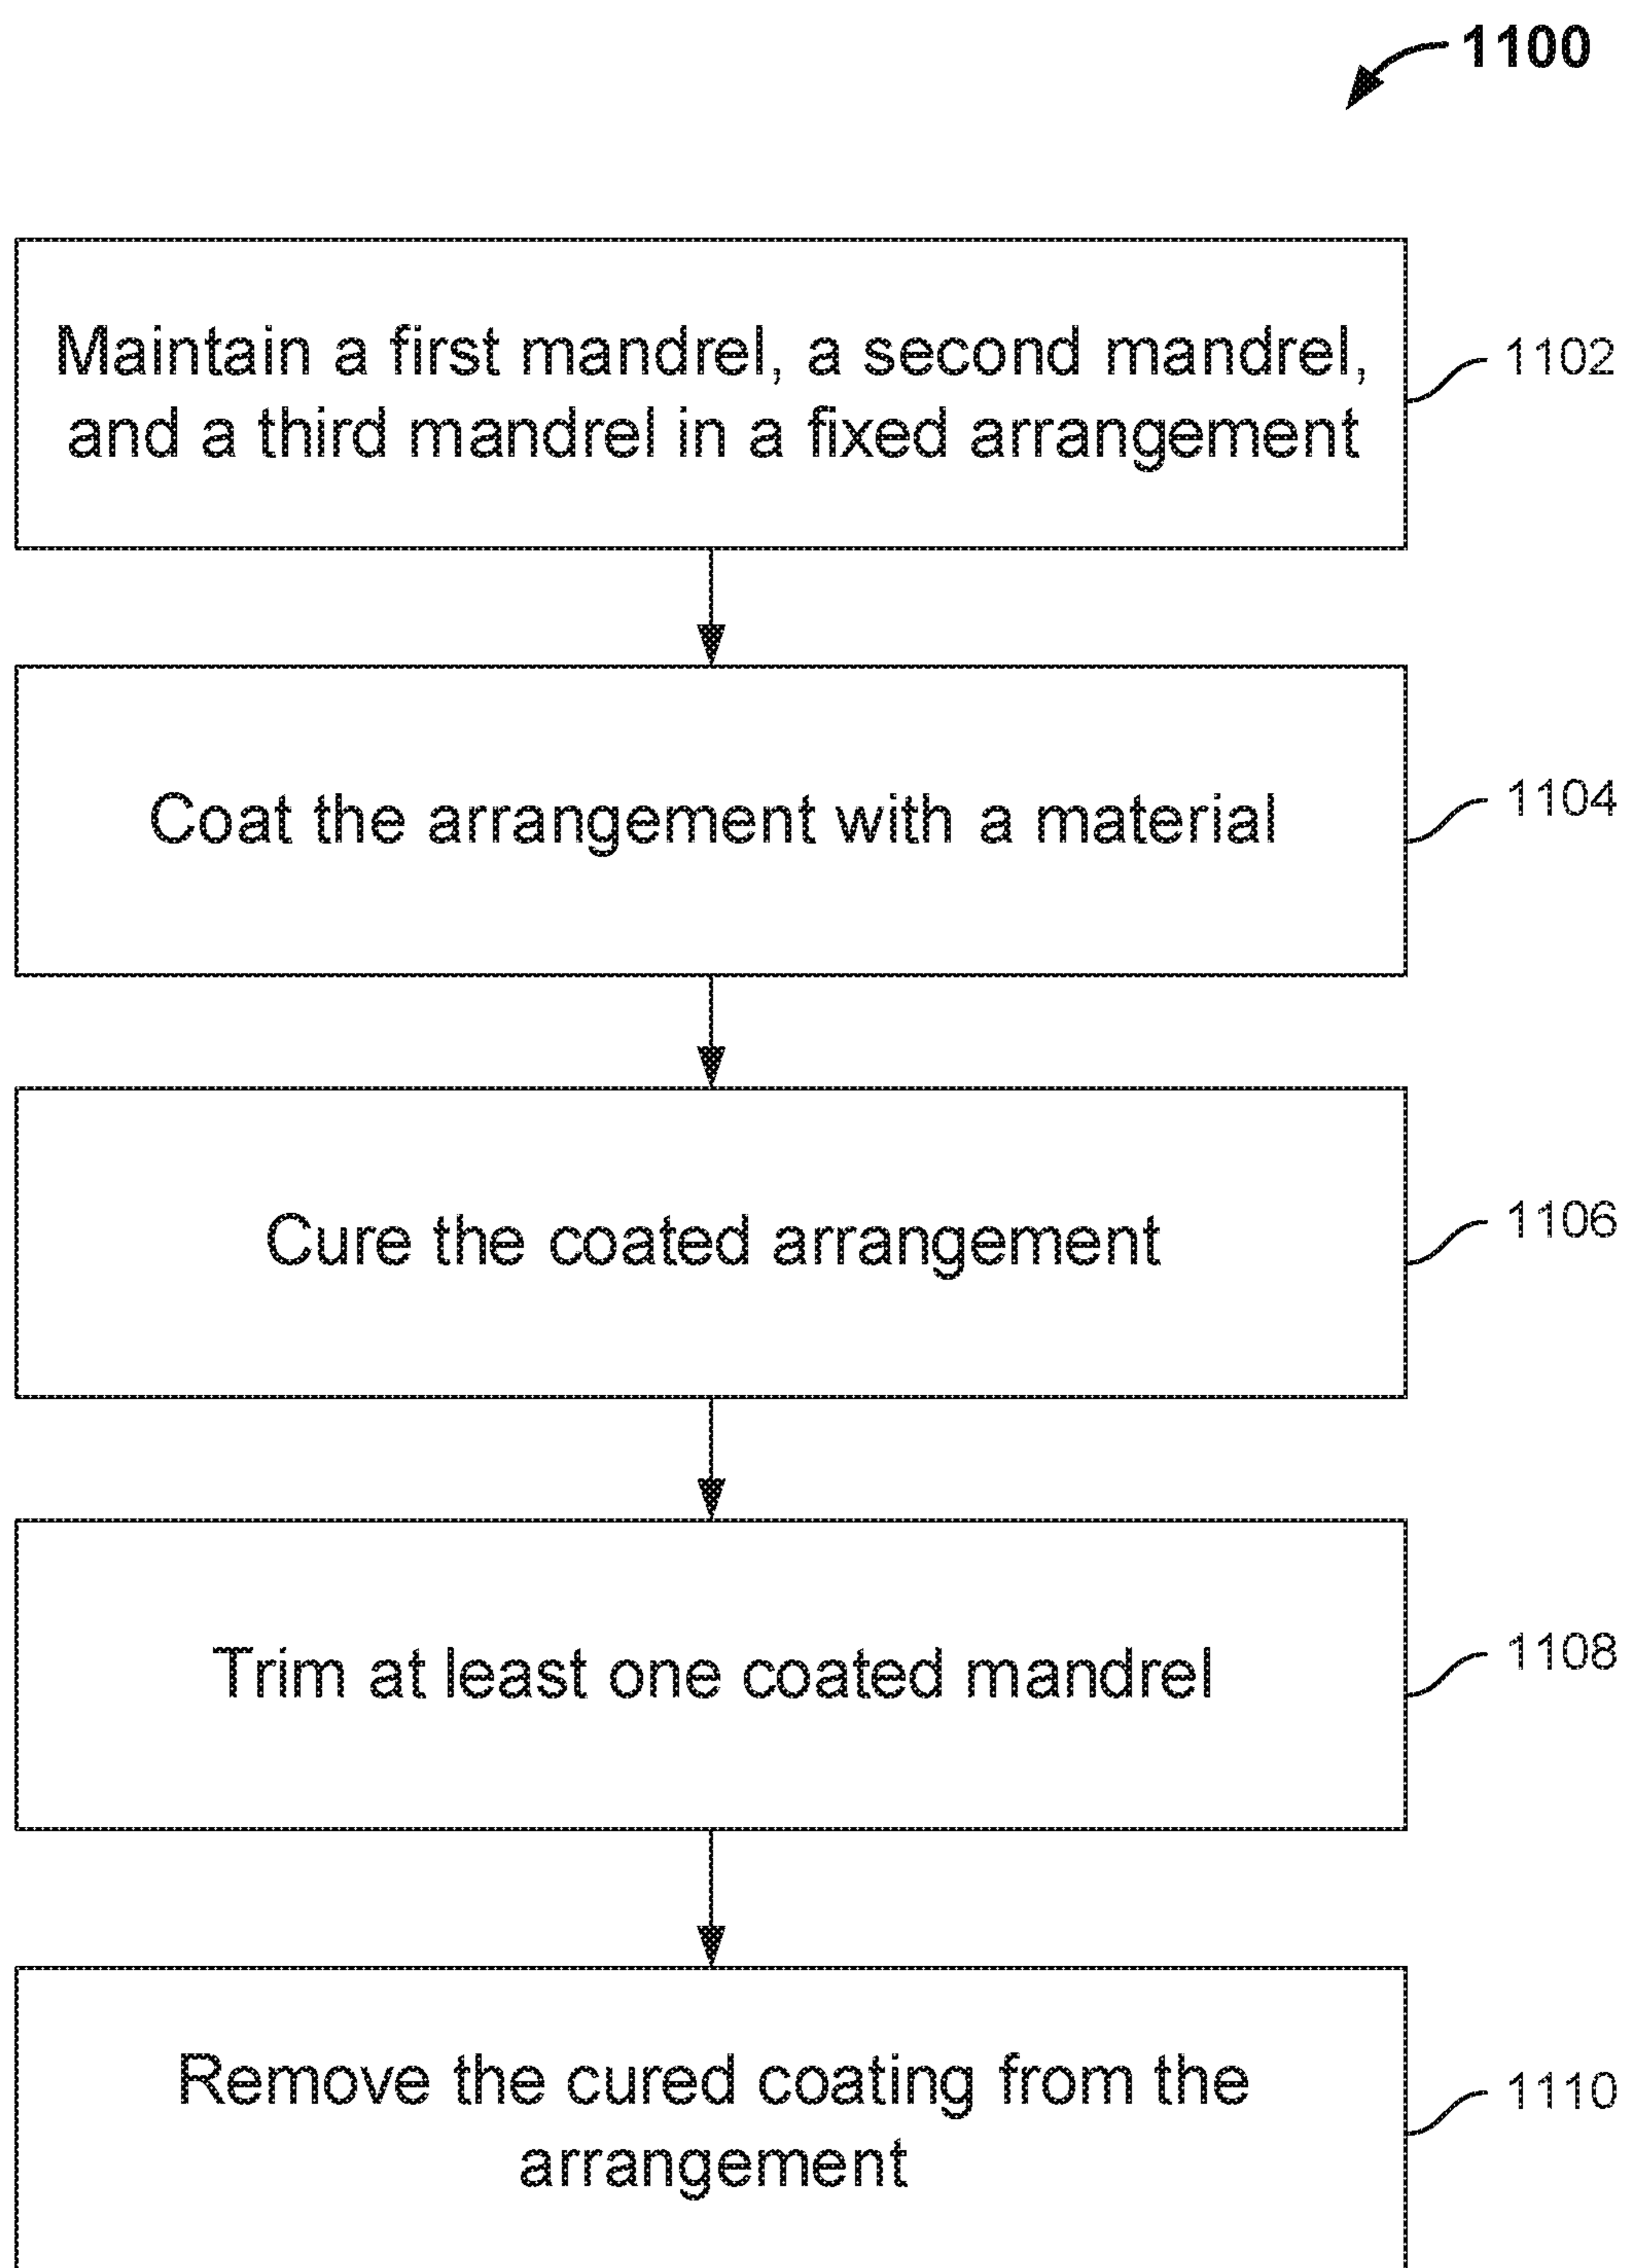 1100
Maintain a first mandrel, a second mandrel,
and a third mandrel in a fixed arrangement
1102
Coat the arrangement with a material
1104
Cure the coated arrangement
1106
Trim at least one coated mandrel
1108
Remove the cured coating from the
arrangement
1110